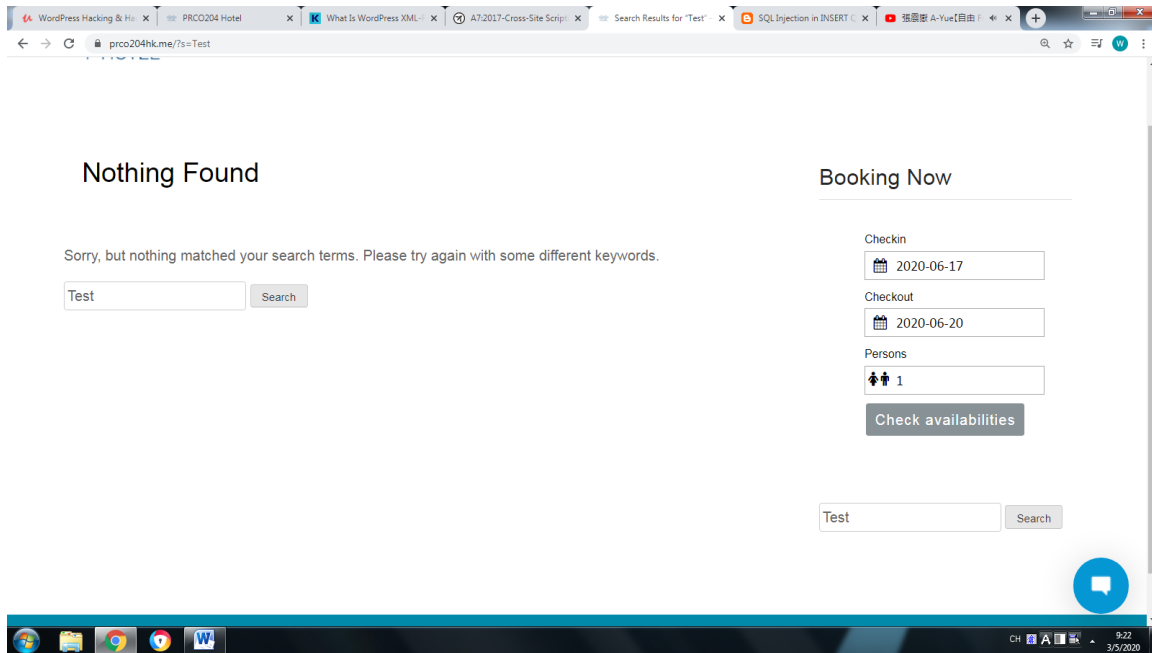 WordPress Hacking & Ha
PRCO204 Hotel
What Is WordPress XML-
A7:2017-Cross-Site Script
Search Results for "Test" -
SQL Injection in INSERT
A-Yue【自由
prco204hk.me/?s=Test
W
Nothing Found
Sorry, but nothing matched your search terms. Please try again with some different keywords.
Test
Search
Booking Now
Checkin
2020-06-17
Checkout
2020-06-20
Persons
1
Check availabilities
Test
Search
CH
A
9:22
3/5/2020